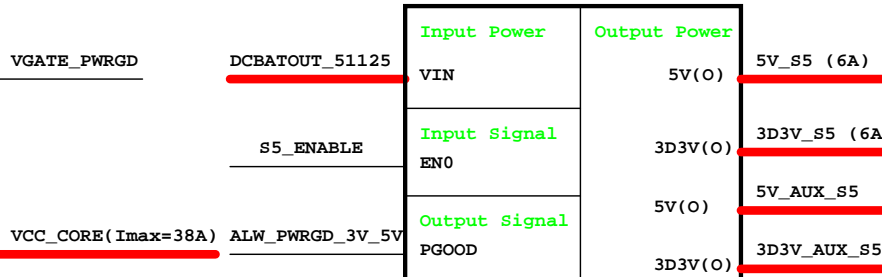 Input Power Output Power
VGATE_PWRGD DCBATOUT_51125 VIN 5V(O) 5V_S5 (6A)
Input Signal
S5_ENABLE EN0 3D3V(O) 3D3V_S5 (6A
5V(O) 5V_AUX_S5
Output Signal
VCC_CORE(Imax=38A) ALW_PWRGD_3V_5V PGOOD 3D3V(O) 3D3V_AUX_S5